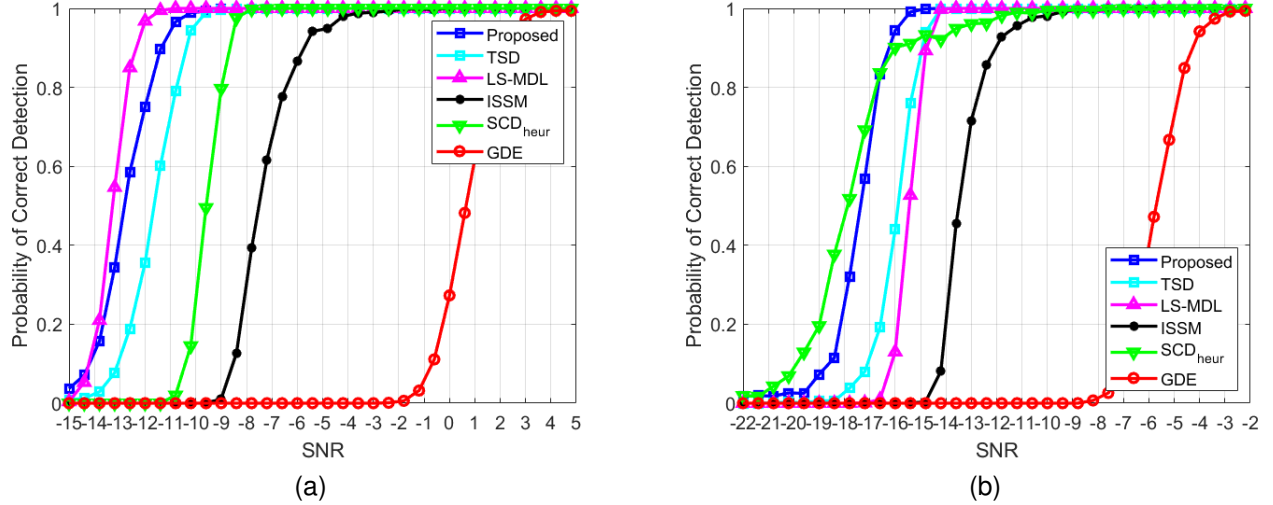 1
0.8
0.6
0.4
0.2
0
Probability of Correct Detection
-15 -14 -13 -12 -11 -10 -9 -8 -7 -6 -5 -4 -3 -2 -1 0 1 2 3 4 5
SNR
Proposed
TSD
LS-MDL
ISSM
SCD heur
GDE
(a)
1
0.8
0.6
0.4
0.2
0
Probability of Correct Detection
-22 -21 -20 -19 -18 -17 -16 -15 -14 -13 -12 -11 -10 -9 -8 -7 -6 -5 -4 -3 -2
SNR
Proposed
TSD
LS-MDL
ISSM
SCD heur
GDE
(b)